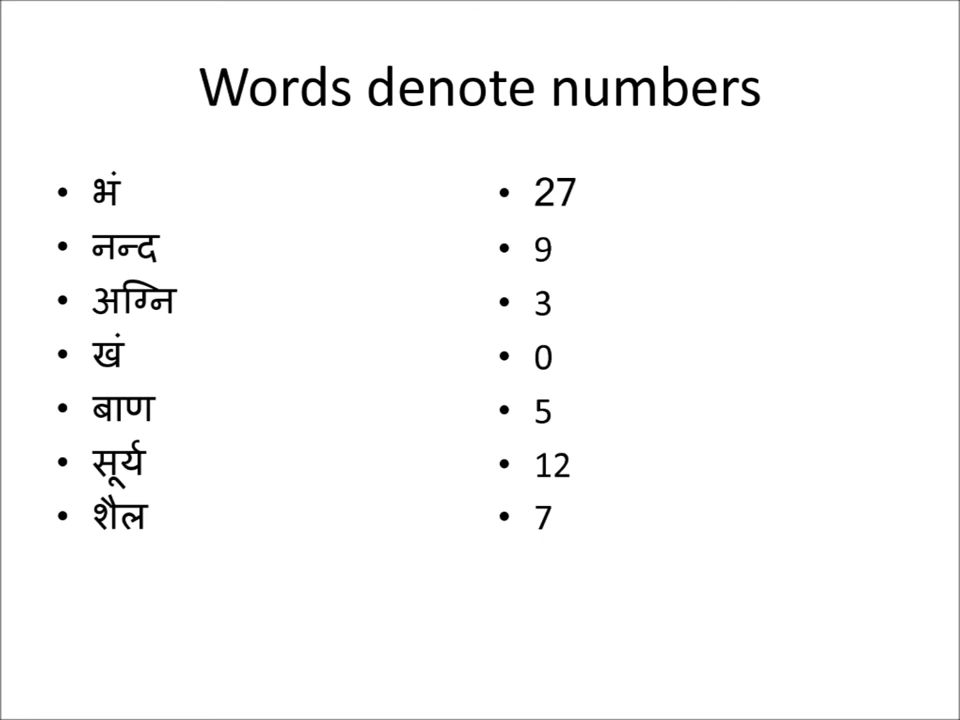 Words denote numbers
• भं
• नन्द
• अग्नि
• खं
• बाण
• सूर्य
• शैल
• 27
• 9
• 3
• 0
• 5
• 12
• 7